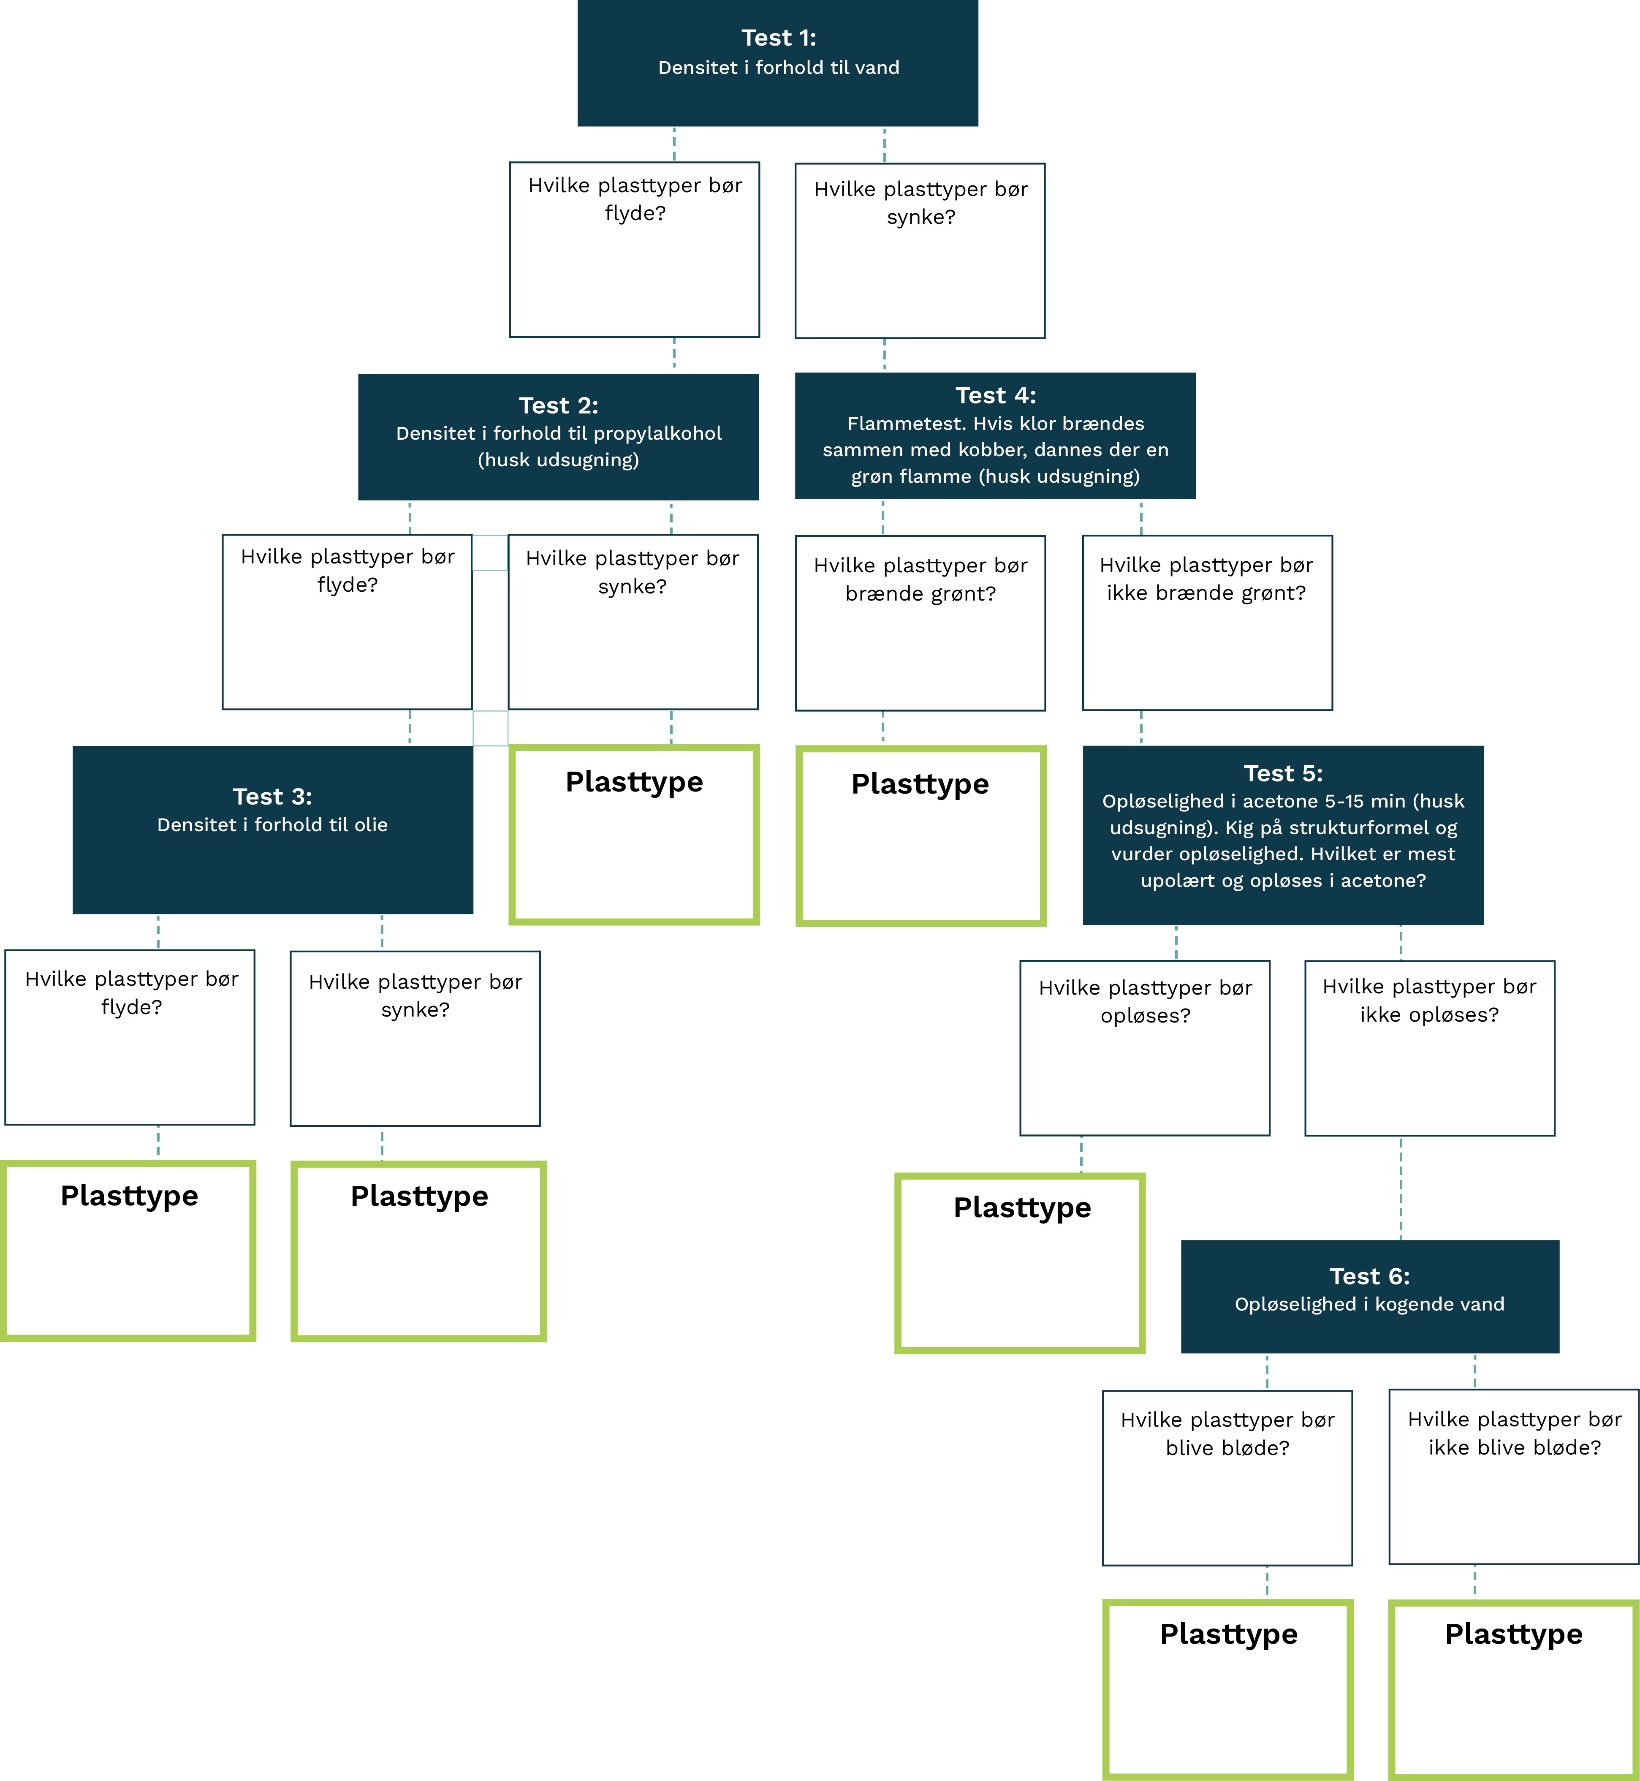 Test 1:
Densitet i forhold til vand
Hvilke plasttyper bør
flyde?
Hvilke plasttyper bør
synke?
Test 2:
Densitet i forhold til propylalkohol
(husk udsugning)
Test 4:
Flammetest. Hvis klor brændes
sammen med kobber, dannes der en
grøn flamme (husk udsugning)
Hvilke plasttyper bør
flyde?
Hvilke plasttyper bør
synke?
Hvilke plasttyper bør
brænde grønt?
Hvilke plasttyper bør
ikke brænde grønt?
Test 3:
Densitet i forhold til olie
Plasttype
Plasttype
Test 5:
Opløselighed i acetone 5-15 min (husk
udsugning). Kig på strukturformel og
vurder opløselighed. Hvilket er mest
upolært og opløses i acetone?
Hvilke plasttyper bør
flyde?
Hvilke plasttyper bør
synke?
Hvilke plasttyper bør
opløses?
Hvilke plasttyper bør
ikke opløses?
Plasttype
Plasttype
Plasttype
Test 6:
Opløselighed i kogende vand
Hvilke plasttyper bør
blive bløde?
Hvilke plasttyper bør
ikke blive bløde?
Plasttype
Plasttype